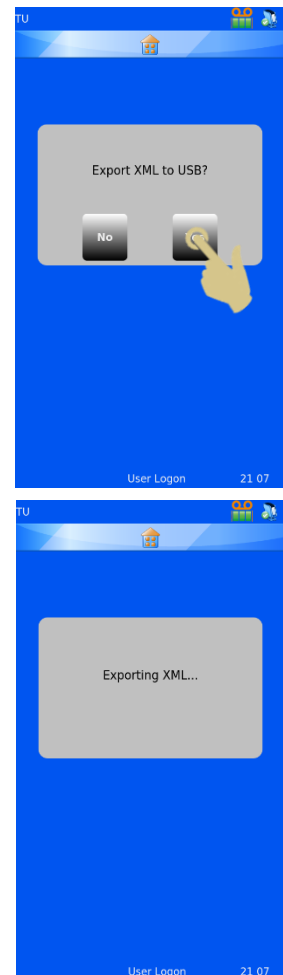 TU
Export XML to USB?
No
User Logon 21 07
TU
Exporting XML...
User Logon 21 07